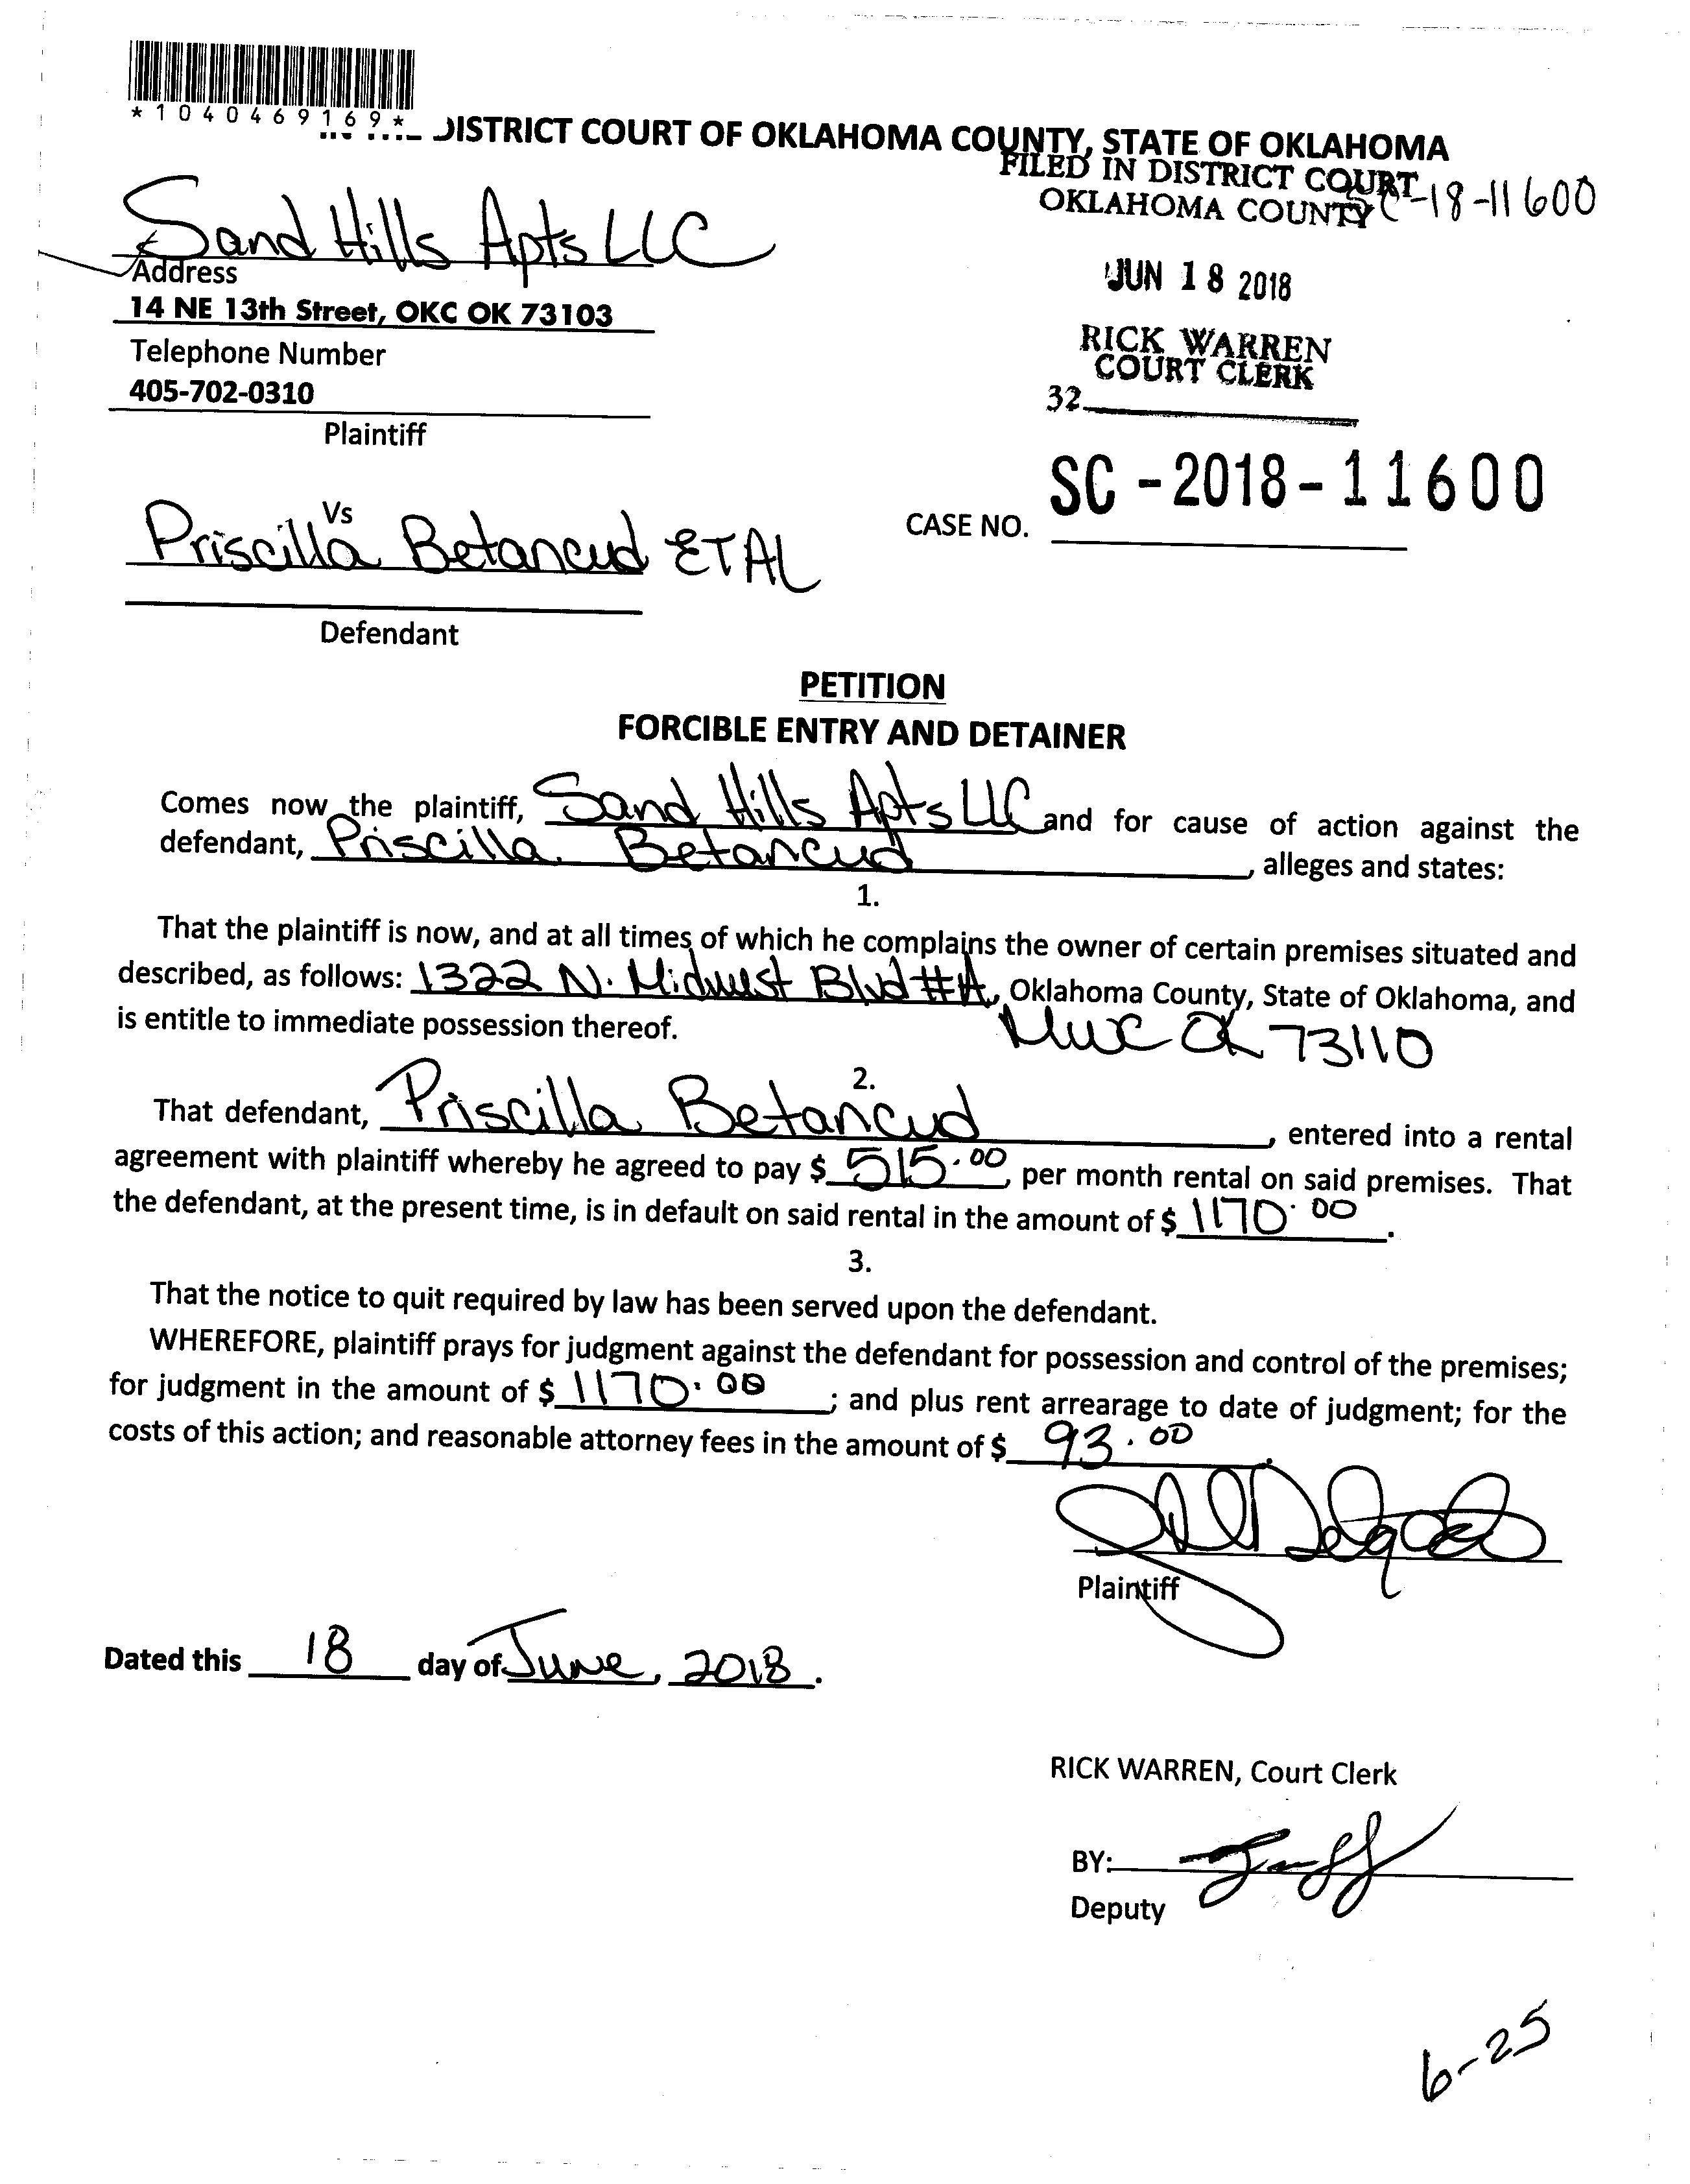 *1040469169*
DISTRICT COURT OF OKLAHOMA COUNTY, STATE OF OKLAHOMA
FILED IN DISTRICT COURT
OKLAHOMA COUNTY
SC-18-11600
Sand Hills Apts LLC
Address
14 NE 13th Street, OKC OK 73103
Telephone Number
405-702-0310
Plaintiff
JUN 18 2018
RICK WARREN
COURT CLERK
32
Vs
Priscilla Betancud ETAL
Defendant
CASE NO. SC-2018-11600
PETITION
FORCIBLE ENTRY AND DETAINER
Comes now the plaintiff, Sand Hills Apts LLC and for cause of action against the
defendant, Priscilla Betancud, alleges and states:
1.
That the plaintiff is now, and at all times of which he complains the owner of certain premises situated and
described, as follows: 1322 N. Midwest Blvd #A, Oklahoma County, State of Oklahoma, and
is entitle to immediate possession thereof. MWC OK 73110
2.
That defendant, Priscilla Betancud, entered into a rental
agreement with plaintiff whereby he agreed to pay $ 515.00, per month rental on said premises. That
the defendant, at the present time, is in default on said rental in the amount of $ 1170.00.
3.
That the notice to quit required by law has been served upon the defendant.
WHEREFORE, plaintiff prays for judgment against the defendant for possession and control of the premises;
for judgment in the amount of $ 1170.00; and plus rent arrearage to date of judgment; for the
costs of this action; and reasonable attorney fees in the amount of $ 93.00.
Plaintiff
Dated this 18 day of June, 2018.
RICK WARREN, Court Clerk
BY:
Deputy
6-25